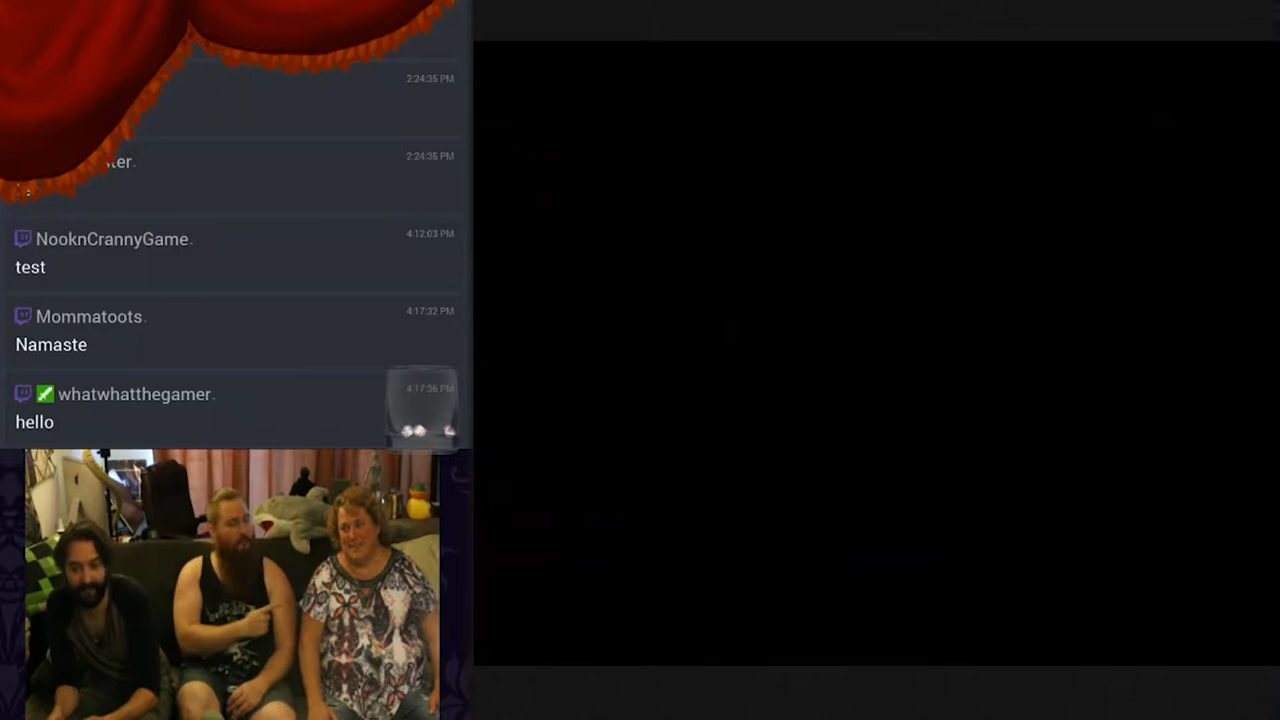 2:24:35 PM
2:24:35 PM
NooknCrannyGame. 4:12:03 PM
test
Mommatoots. 4:17:32 PM
Namaste
whatwhatthegamer. 4:17:36 PM
hello